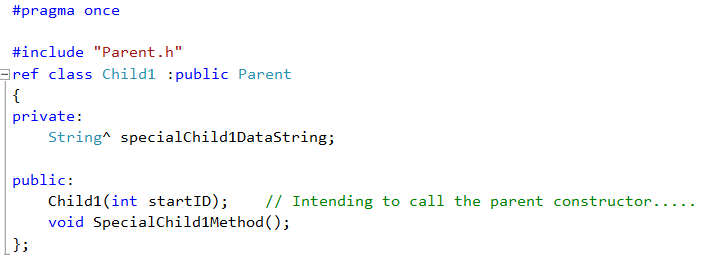 #pragma once
#include "Parent.h"
ref class Child1 :public Parent
{
private:
    String^ specialChild1DataString;
public:
    Child1(int startID);    // Intending to call the parent constructor.....
    void SpecialChild1Method();
};